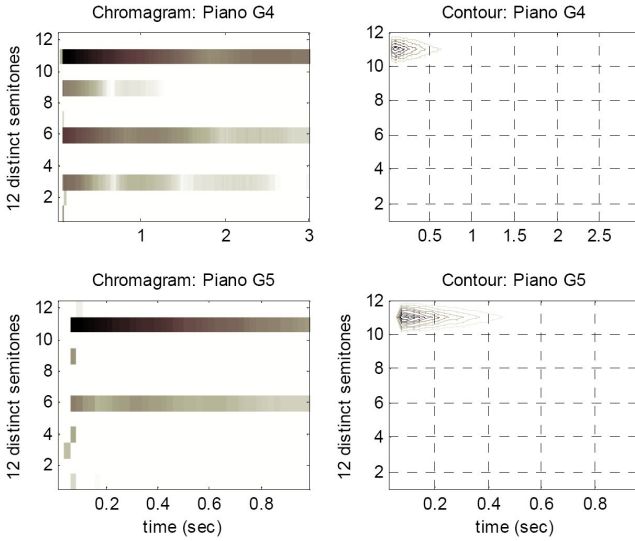 Chromagram: Piano G4
12 distinct semitones
12
10
8
6
4
2
1 2 3
Contour: Piano G4
12
10
8
6
4
2
0.5 1 1.5 2 2.5
Chromagram: Piano G5
12 distinct semitones
12
10
8
6
4
2
0.2 0.4 0.6 0.8
time (sec)
Contour: Piano G5
12 distinct semitones
12
10
8
6
4
2
0.2 0.4 0.6 0.8
time (sec)